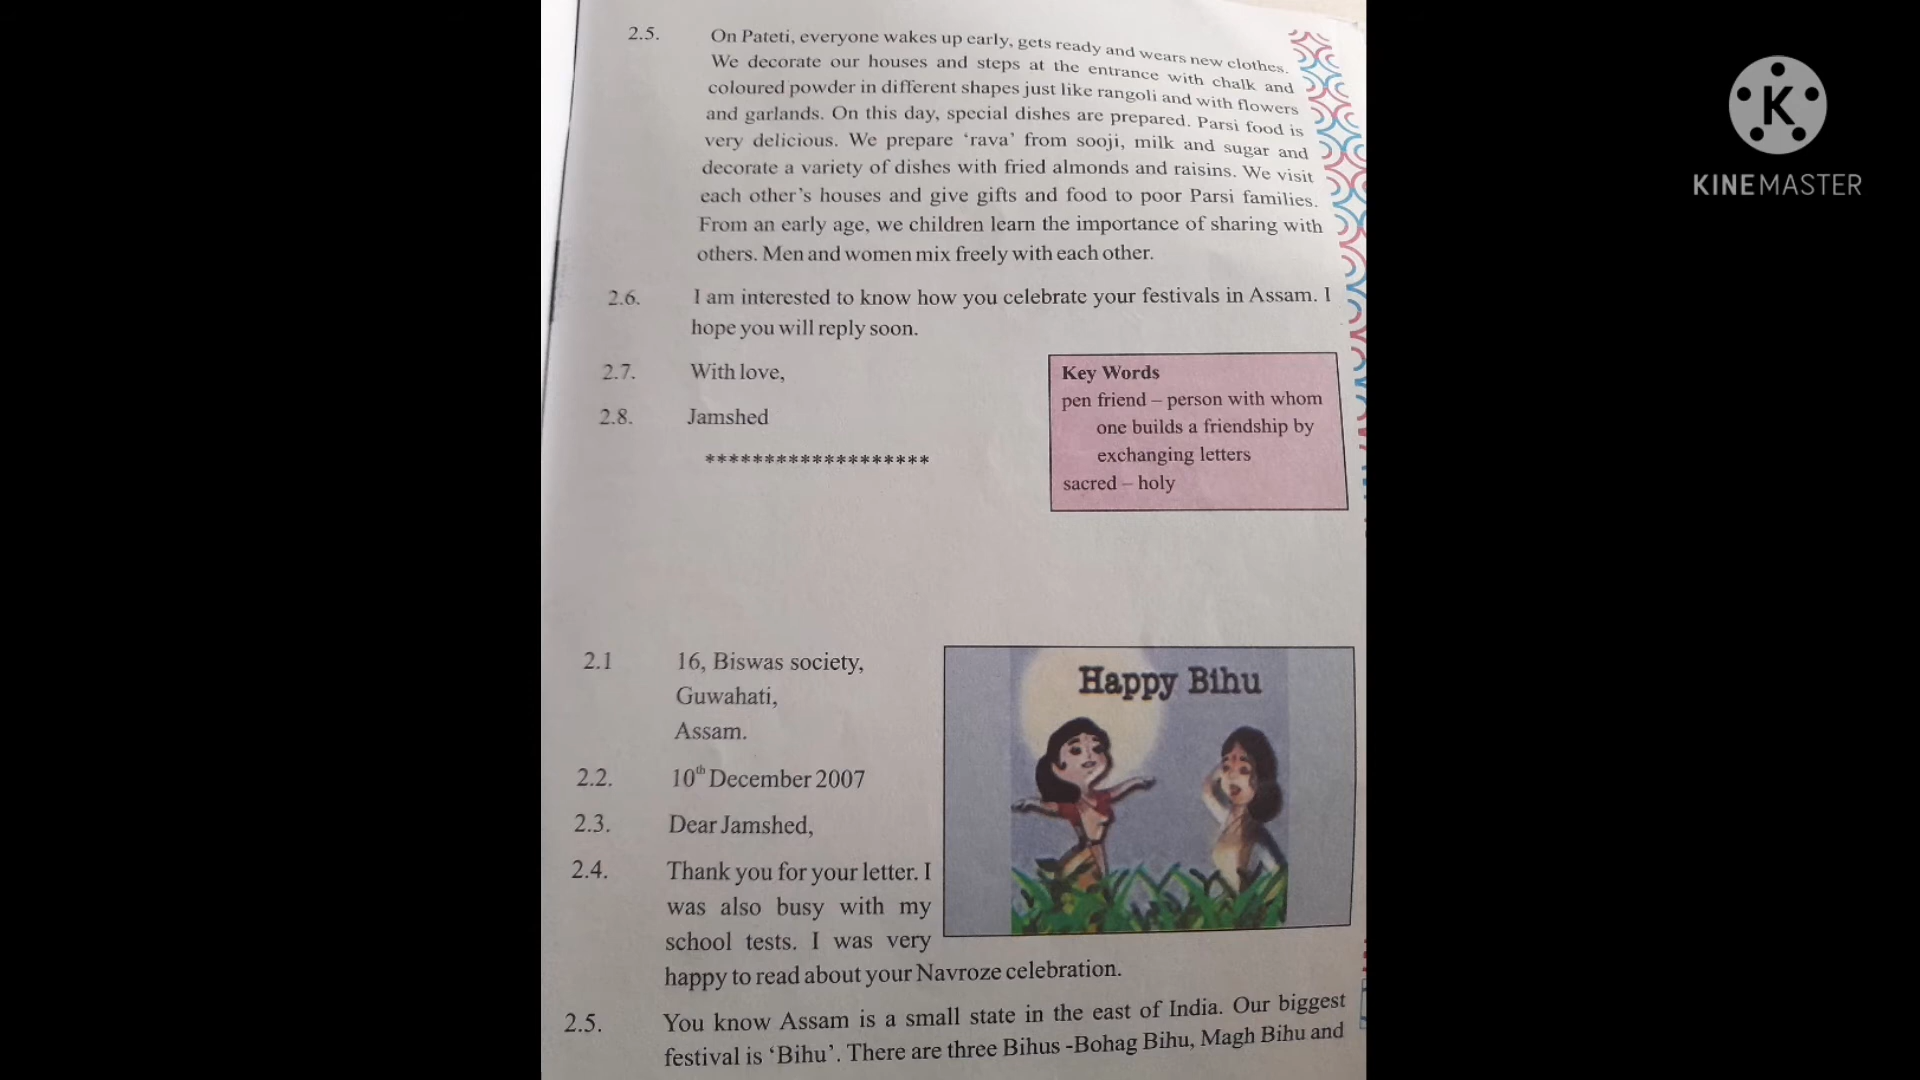 2.5. On Pateti, everyone wakes up early, gets ready and wears new clothes.
We decorate our houses and steps at the entrance with chalk and
coloured powder in different shapes just like rangoli and with flowers
and garlands. On this day, special dishes are prepared. Parsi food is
very delicious. We prepare ‘rava’ from sooji, milk and sugar and
decorate a variety of dishes with fried almonds and raisins. We visit
each other’s houses and give gifts and food to poor Parsi families.
From an early age, we children learn the importance of sharing with
others. Men and women mix freely with each other.
2.6. I am interested to know how you celebrate your festivals in Assam. I
hope you will reply soon.
2.7. With love,
2.8. Jamshed
*******************
Key Words
pen friend – person with whom
one builds a friendship by
exchanging letters
sacred – holy
2.1 16, Biswas society,
Guwahati,
Assam.
2.2. 10th December 2007
2.3. Dear Jamshed,
2.4. Thank you for your letter. I
was also busy with my
school tests. I was very
happy to read about your Navroze celebration.
Happy Bihu
2.5. You know Assam is a small state in the east of India. Our biggest
festival is ‘Bihu’. There are three Bihus -Bohag Bihu, Magh Bihu and
K
KINEMASTER